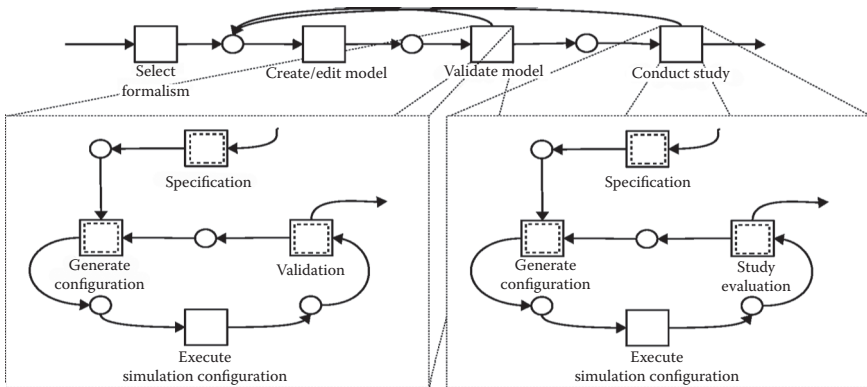 Select
formalism
Create/edit model
Validate model
Conduct study
Specification
Generate
configuration
Validation
Execute
simulation configuration
Specification
Generate
configuration
Study
evaluation
Execute
simulation configuration